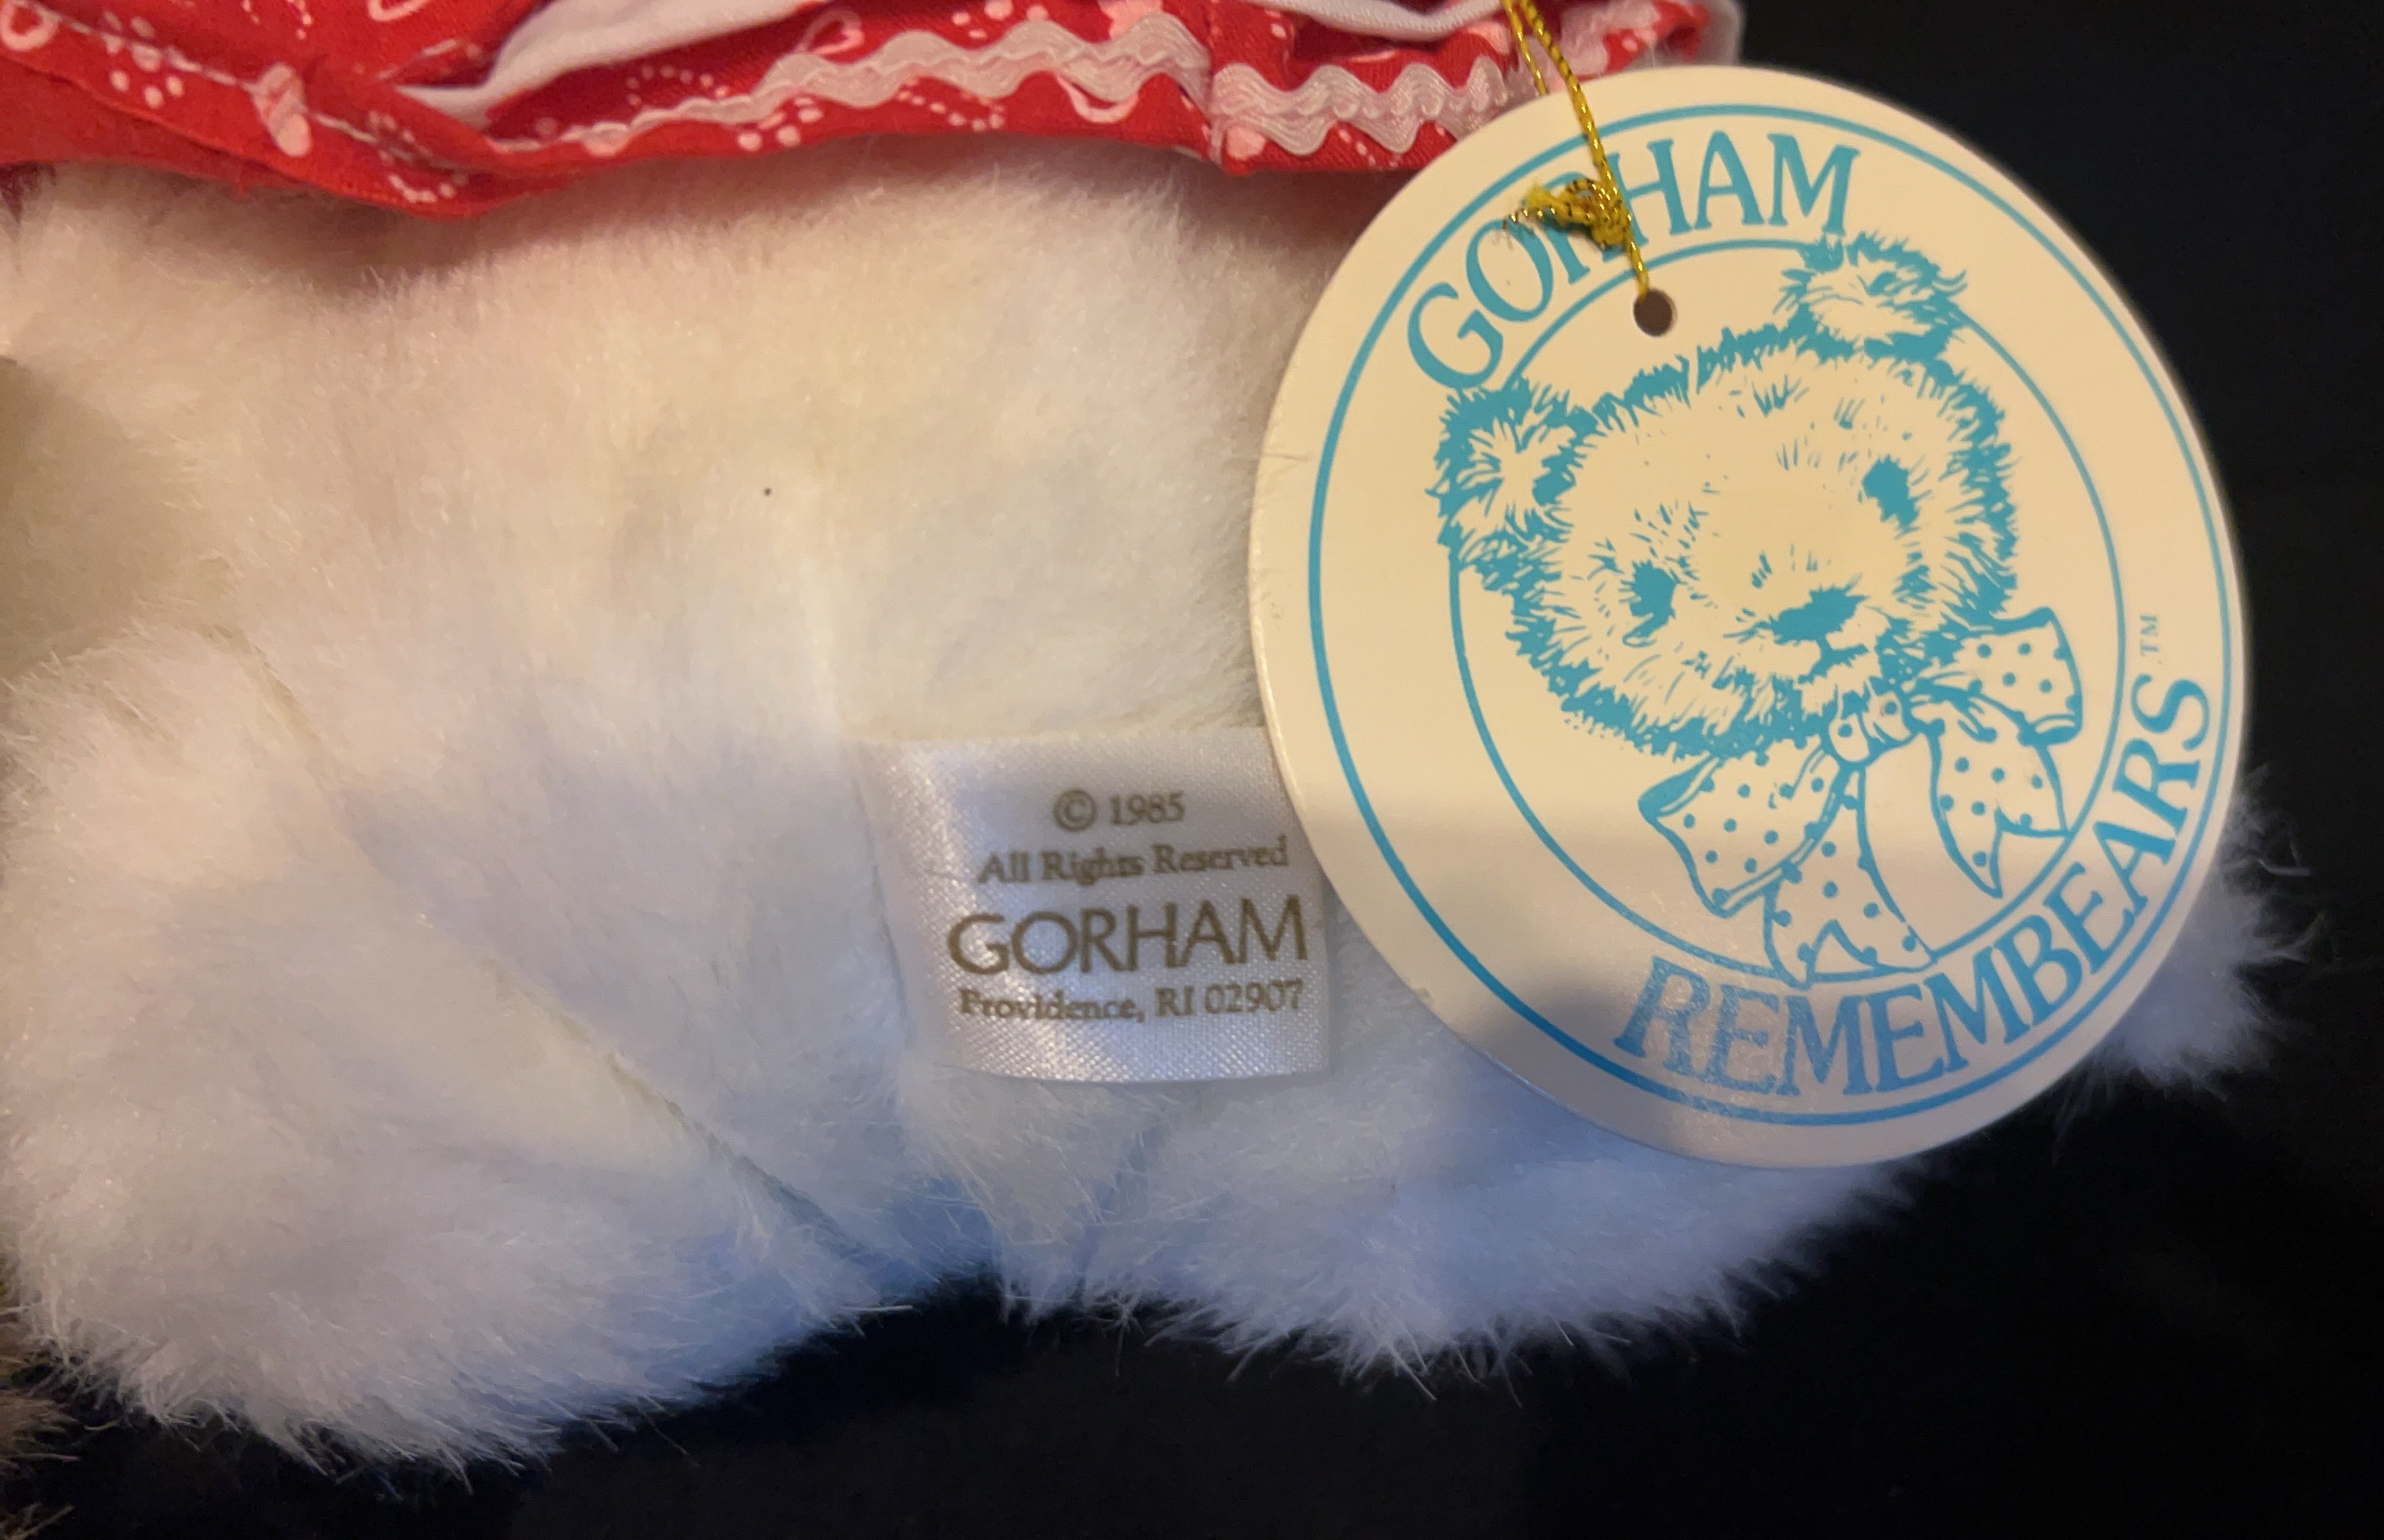 GORHAM
REMEMBEARS™
© 1985
All Rights Reserved
GORHAM
Providence, RI 02907